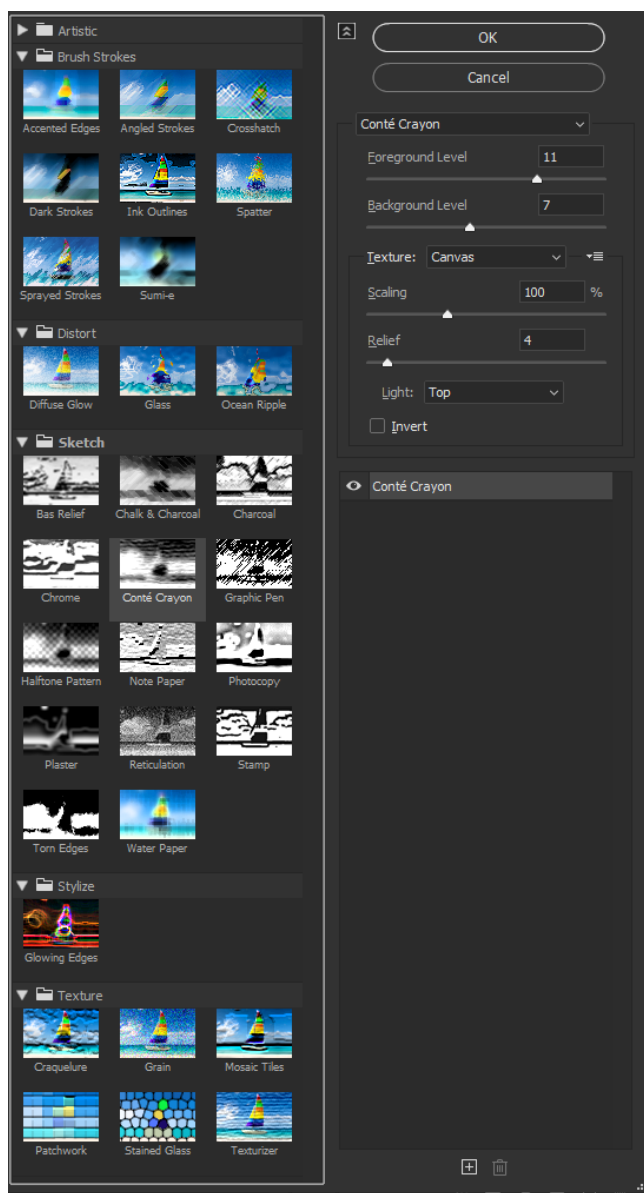 Artistic
Brush Strokes
Accented Edges
Angled Strokes
Crosshatch
Dark Strokes
Ink Outlines
Spatter
Sprayed Strokes
Sumi-e
Distort
Diffuse Glow
Glass
Ocean Ripple
Sketch
Bas Relief
Chalk & Charcoal
Charcoal
Chrome
Conté Crayon
Graphic Pen
Halftone Pattern
Note Paper
Photocopy
Plaster
Reticulation
Stamp
Torn Edges
Water Paper
Stylize
Glowing Edges
Texture
Craquelure
Grain
Mosaic Tiles
Patchwork
Stained Glass
Texturizer
OK
Cancel
Conté Crayon
Foreground Level 11
Background Level 7
Texture: Canvas
Scaling 100 %
Relief 4
Light: Top
Invert
Conté Crayon